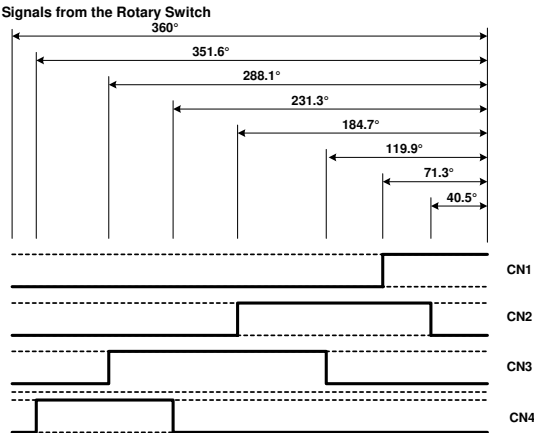 Signals from the Rotary Switch
360°
351.6°
288.1°
231.3°
184.7°
119.9°
71.3°
40.5°
CN1
CN2
CN3
CN4